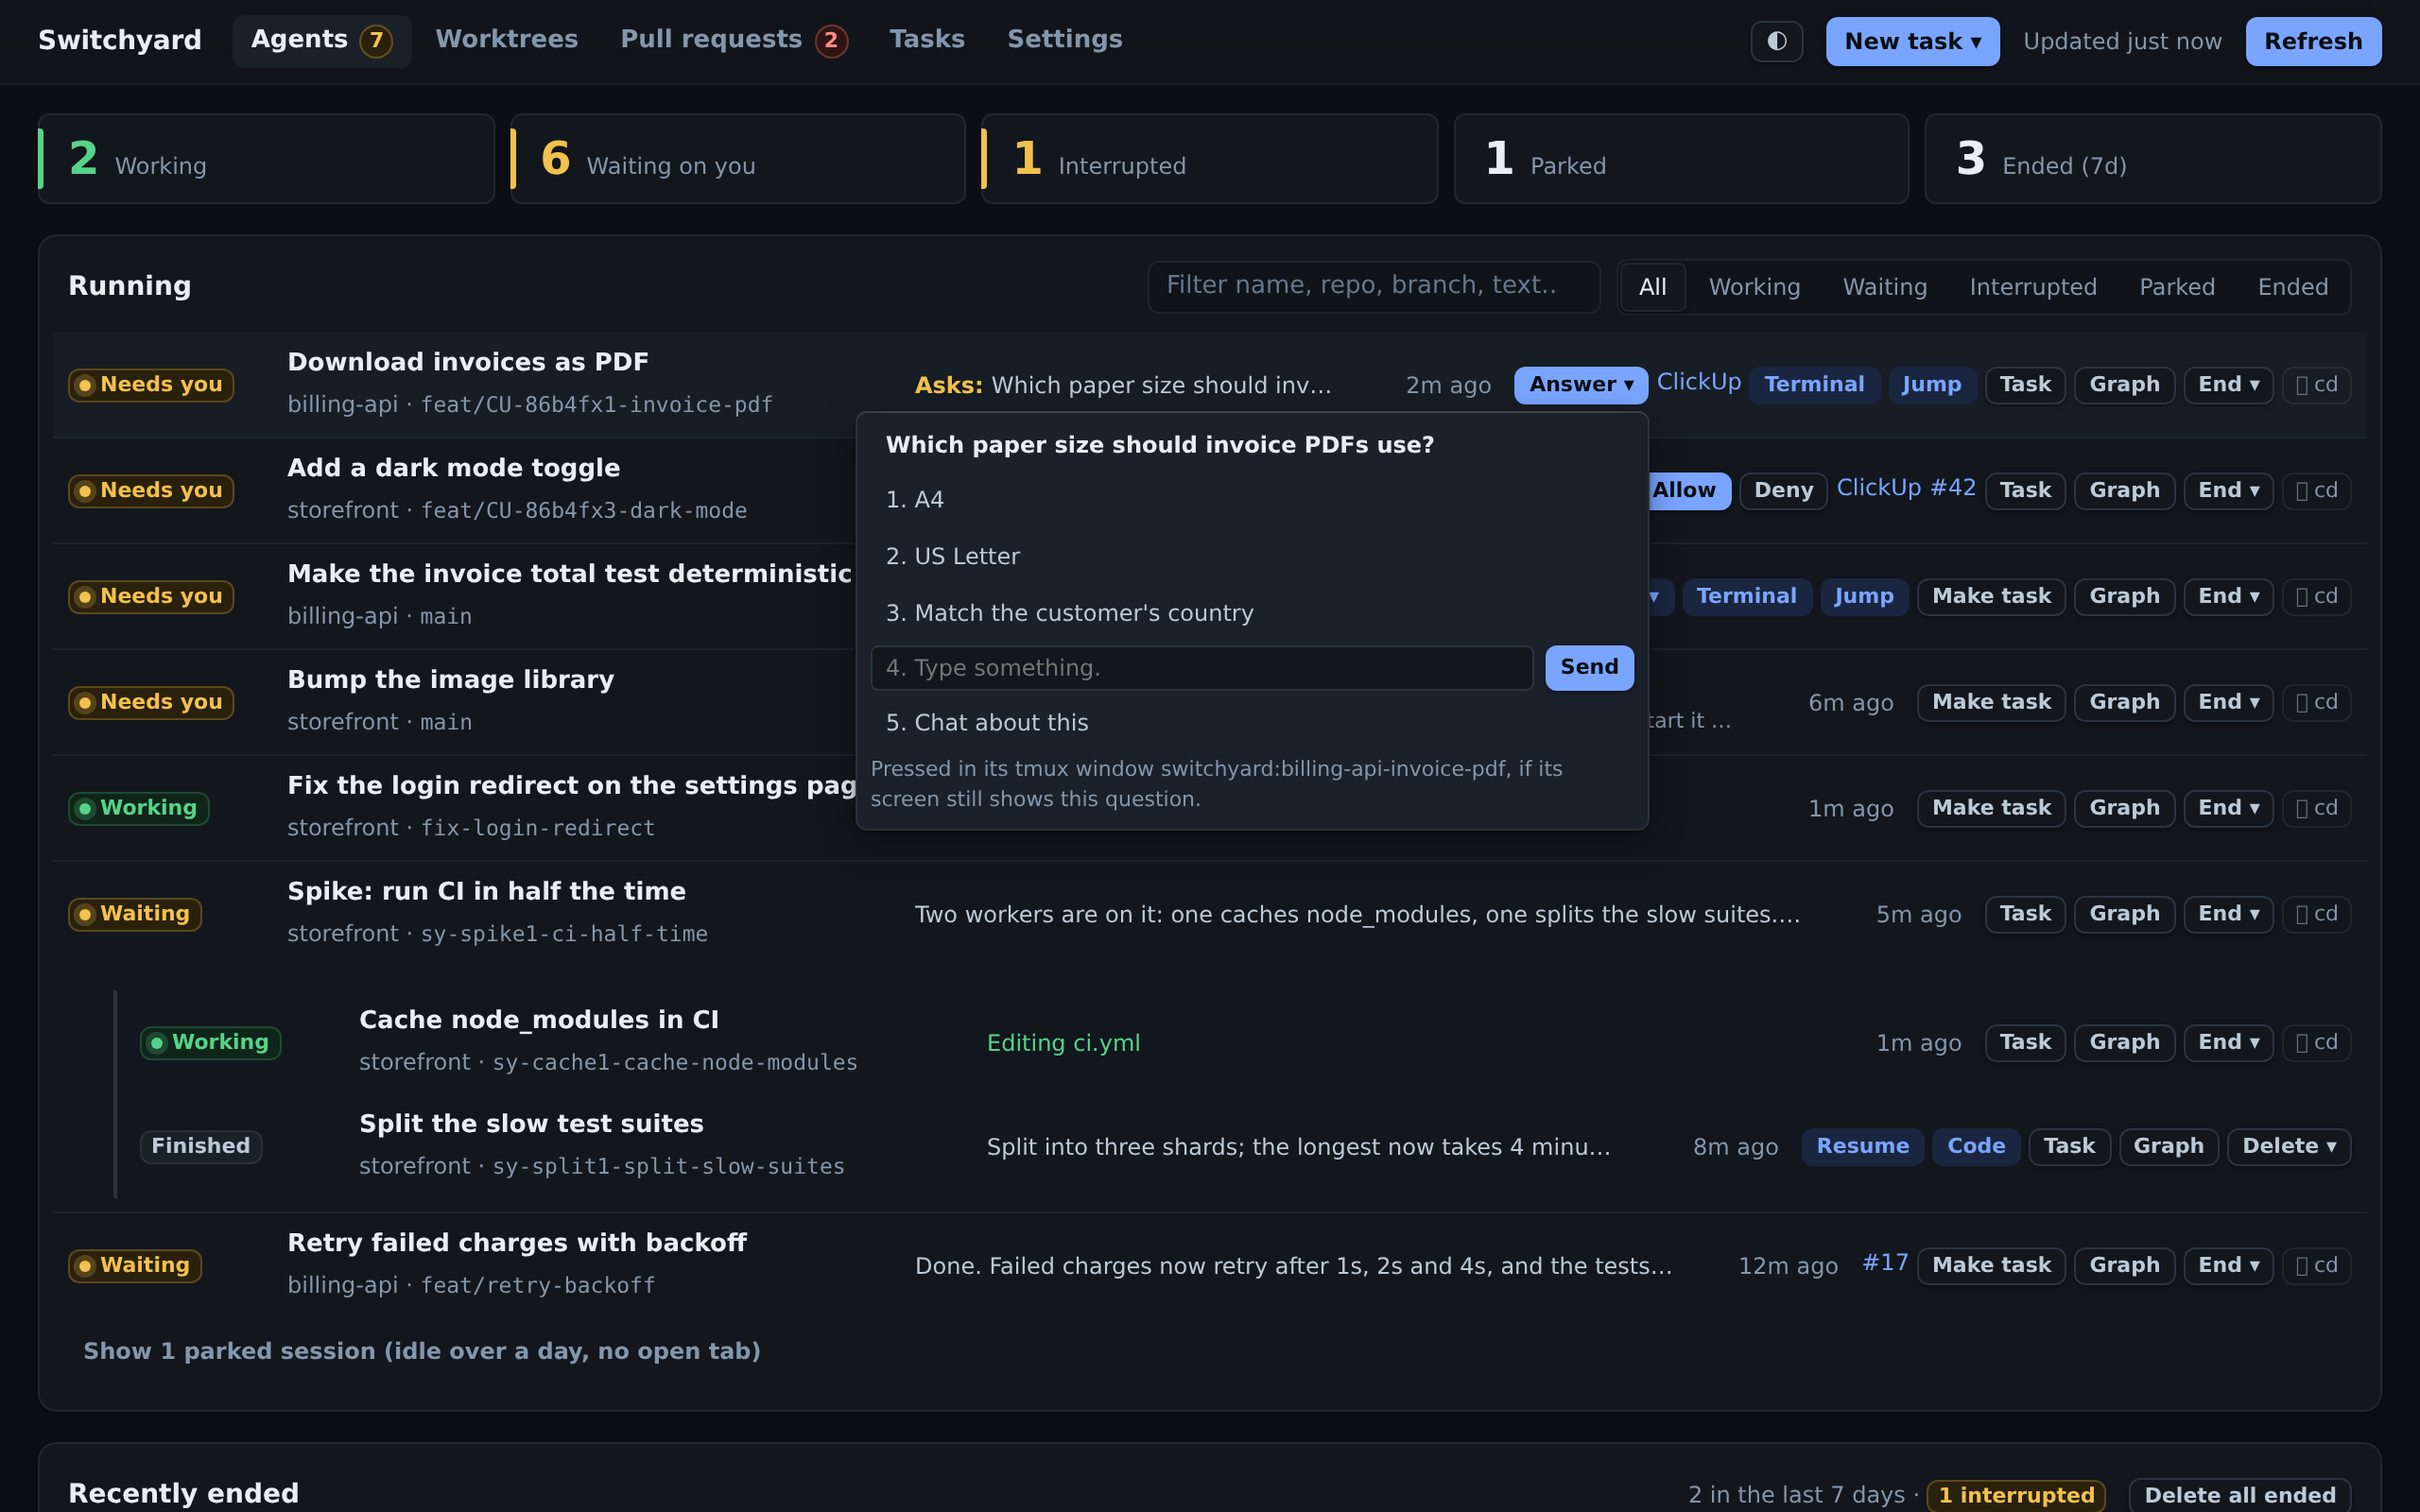 Switchyard Agents 7 Worktrees Pull requests 2 Tasks Settings New task ▾ Updated just now Refresh
2 Working 6 Waiting on you 1 Interrupted 1 Parked 3 Ended (7d)
Running Filter name, repo, branch, text.. All Working Waiting Interrupted Parked Ended
Needs you Download invoices as PDF
billing-api · feat/CU-86b4fx1-invoice-pdf
Asks: Which paper size should inv… 2m ago Answer ▾ ClickUp Terminal Jump Task Graph End ▾ cd
Which paper size should invoice PDFs use?
1. A4
2. US Letter
3. Match the customer's country
4. Type something. Send
5. Chat about this
Pressed in its tmux window switchyard:billing-api-invoice-pdf, if its
screen still shows this question.
Needs you Add a dark mode toggle
storefront · feat/CU-86b4fx3-dark-mode
Allow Deny ClickUp #42 Task Graph End ▾ cd
Needs you Make the invoice total test deterministic
billing-api · main
▾ Terminal Jump Make task Graph End ▾ cd
Needs you Bump the image library
storefront · main
tart it … 6m ago Make task Graph End ▾ cd
Working Fix the login redirect on the settings pag
storefront · fix-login-redirect
1m ago Make task Graph End ▾ cd
Waiting Spike: run CI in half the time
storefront · sy-spike1-ci-half-time
Two workers are on it: one caches node_modules, one splits the slow suites.… 5m ago Task Graph End ▾ cd
Working Cache node_modules in CI
storefront · sy-cache1-cache-node-modules
Editing ci.yml 1m ago Task Graph End ▾ cd
Finished Split the slow test suites
storefront · sy-split1-split-slow-suites
Split into three shards; the longest now takes 4 minu… 8m ago Resume Code Task Graph Delete ▾
Waiting Retry failed charges with backoff
billing-api · feat/retry-backoff
Done. Failed charges now retry after 1s, 2s and 4s, and the tests… 12m ago #17 Make task Graph End ▾ cd
Show 1 parked session (idle over a day, no open tab)
Recently ended 2 in the last 7 days · 1 interrupted Delete all ended